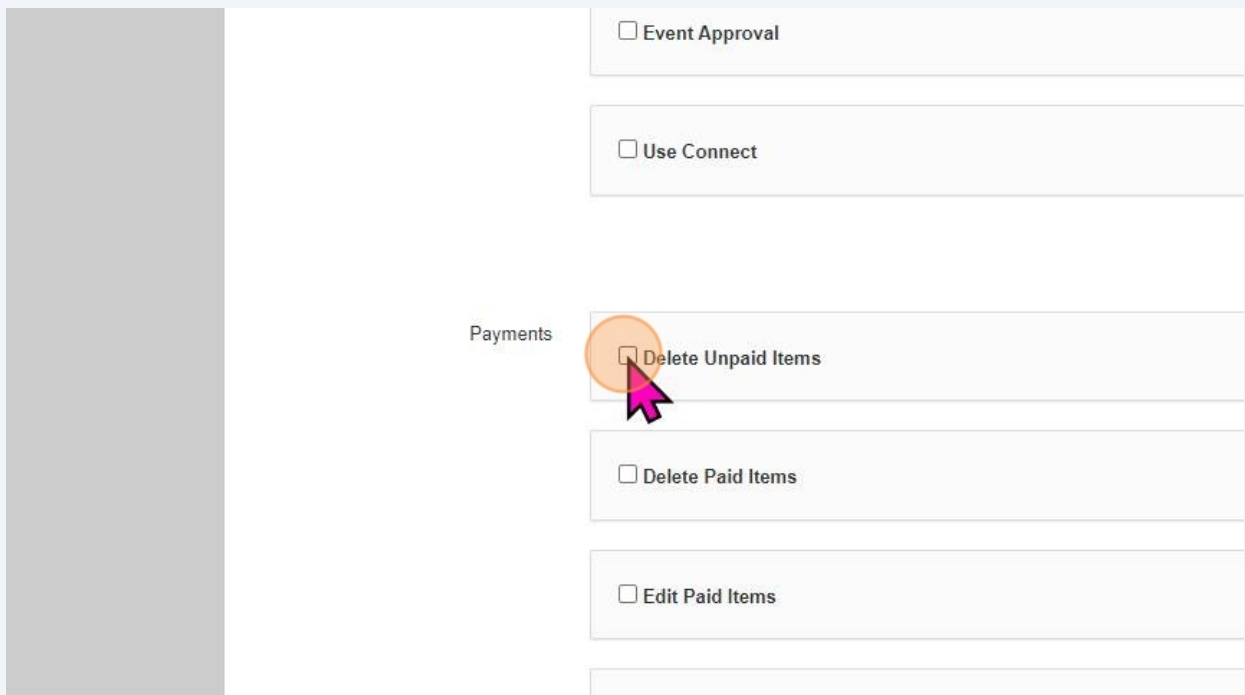 Event Approval
Use Connect
Payments
Delete Unpaid Items
Delete Paid Items
Edit Paid Items